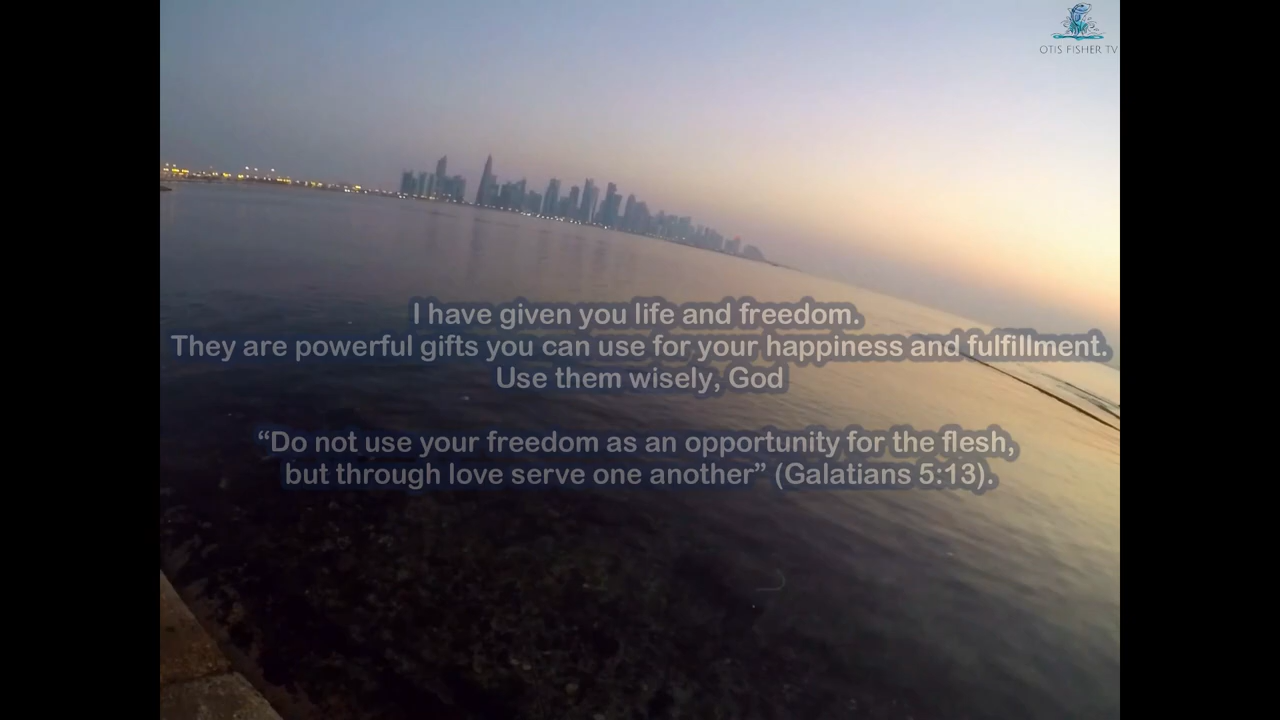 OTIS FISHER TV
I have given you life and freedom.
They are powerful gifts you can use for your happiness and fulfillment.
Use them wisely, God
“Do not use your freedom as an opportunity for the flesh,
but through love serve one another” (Galatians 5:13).